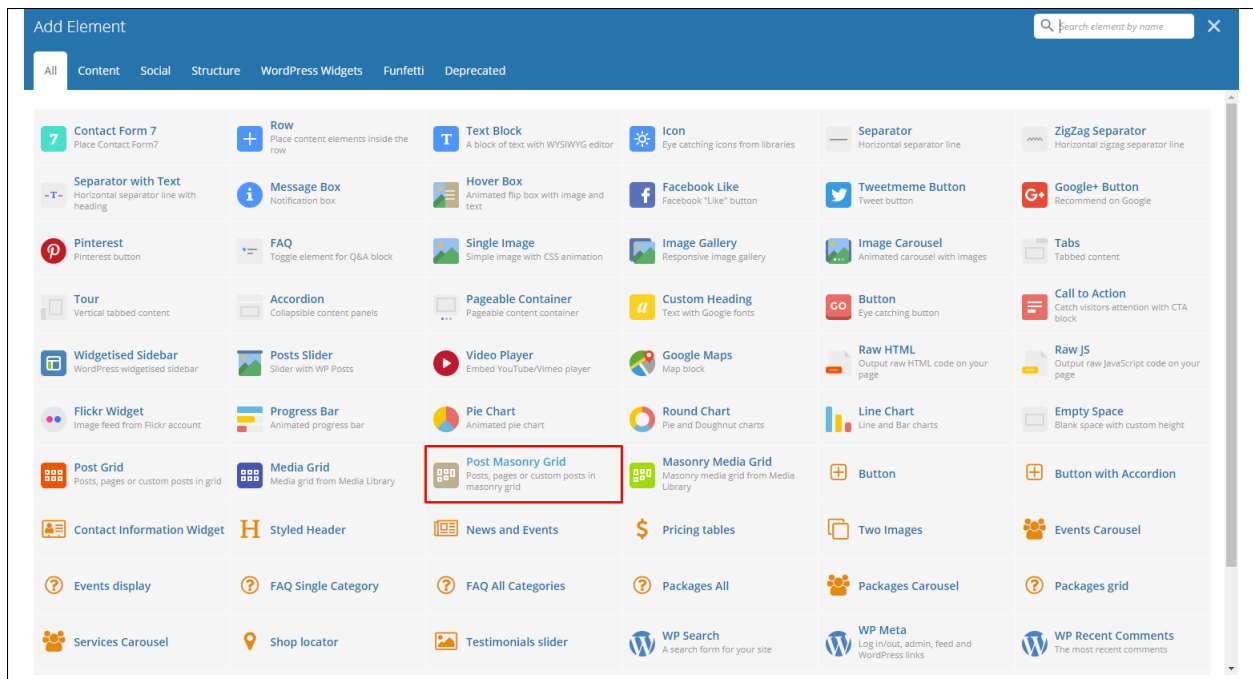 Add Element
Search element by name
All Content Social Structure WordPress Widgets Funfetti Deprecated
7
Contact Form 7
Place Contact Form7
Row
Place content elements inside the
row
T
Text Block
A block of text with WYSIWYG editor
Icon
Eye catching icons from libraries
Separator
Horizontal separator line
ZigZag Separator
Horizontal zigzag separator line
-T-
Separator with Text
Horizontal separator line with
heading
i
Message Box
Notification box
Hover Box
Animated flip box with image and
text
f
Facebook Like
Facebook "Like" button
Tweetmeme Button
Tweet button
G+
Google+ Button
Recommend on Google
Pinterest
Pinterest button
FAQ
Toggle element for Q&A block
Single Image
Simple image with CSS animation
Image Gallery
Responsive image gallery
Image Carousel
Animated carousel with images
Tabs
Tabbed content
Tour
Vertical tabbed content
Accordion
Collapsible content panels
Pageable Container
Pageable content container
a
Custom Heading
Text with Google fonts
GO
Button
Eye catching button
Call to Action
Catch visitors attention with CTA
block
Widgetised Sidebar
WordPress widgetised sidebar
Posts Slider
Slider with WP Posts
Video Player
Embed YouTube/Vimeo player
Google Maps
Map block
Raw HTML
Output raw HTML code on your
page
Raw JS
Output raw JavaScript code on your
page
Flickr Widget
Image feed from Flickr account
Progress Bar
Animated progress bar
Pie Chart
Animated pie chart
Round Chart
Pie and Doughnut charts
Line Chart
Line and Bar charts
Empty Space
Blank space with custom height
Post Grid
Posts, pages or custom posts in grid
Media Grid
Media grid from Media Library
Post Masonry Grid
Posts, pages or custom posts in
masonry grid
Masonry Media Grid
Masonry media grid from Media
Library
Button
Button with Accordion
Contact Information Widget
H
Styled Header
News and Events
$
Pricing tables
Two Images
Events Carousel
?
Events display
?
FAQ Single Category
?
FAQ All Categories
?
Packages All
Packages Carousel
?
Packages grid
Services Carousel
Shop locator
Testimonials slider
WP Search
A search form for your site
WP Meta
Log in/out, admin, feed and
WordPress links
WP Recent Comments
The most recent comments